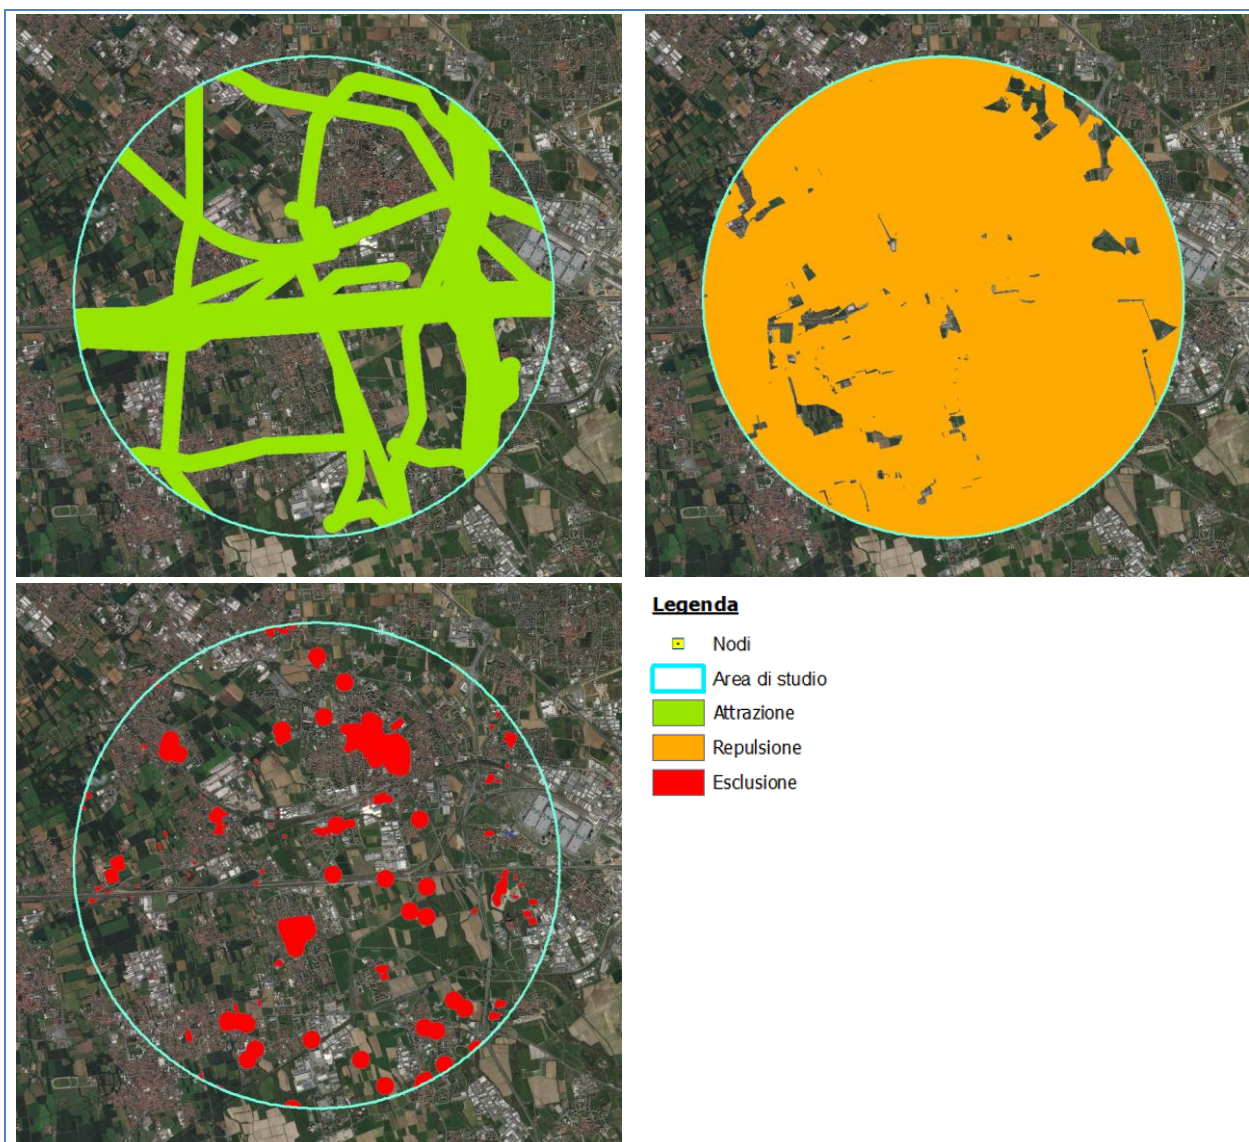 Legenda
Nodi
Area di studio
Attrazione
Repulsione
Esclusione